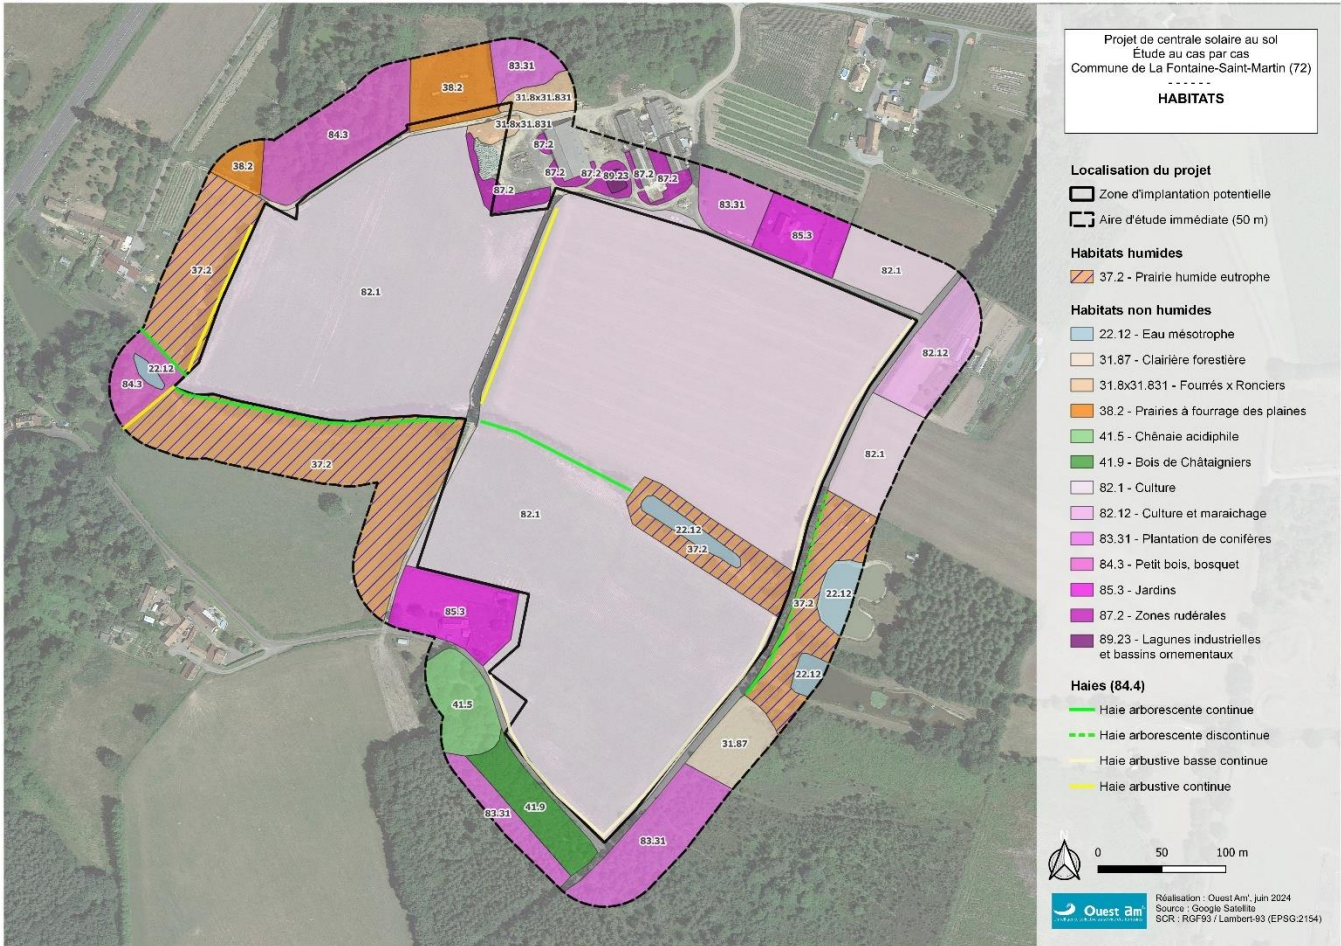 Projet de centrale solaire au sol
Étude au cas par cas
Commune de La Fontaine-Saint-Martin (72)
------
HABITATS
Localisation du projet
Zone d'implantation potentielle
Aire d'étude immédiate (50 m)
Habitats humides
37.2 - Prairie humide eutrophe
Habitats non humides
22.12 - Eau mésotrophe
31.87 - Clairière forestière
31.8x31.831 - Fourrés x Ronciers
38.2 - Prairies à fourrage des plaines
41.5 - Chênaie acidiphile
41.9 - Bois de Châtaigniers
82.1 - Culture
82.12 - Culture et maraichage
83.31 - Plantation de conifères
84.3 - Petit bois, bosquet
85.3 - Jardins
87.2 - Zones rudérales
89.23 - Lagunes industrielles
et bassins ornementaux
Haies (84.4)
Haie arborescente continue
Haie arborescente discontinue
Haie arbustive basse continue
Haie arbustive continue
N
0 50 100 m
Ouest am'
Réalisation : Ouest Am', juin 2024
Source : Google Satellite
SCR : RGF93 / Lambert-93 (EPSG:2154)
83.31
38.2
31.8x31.831
31.8x31.831
84.3
87.2
38.2
87.2
87.2
89.23
87.2
87.2
87.2
83.31
85.3
37.2
82.1
82.1
82.12
22.12
84.3
82.1
37.2
82.1
22.12
37.2
22.12
37.2
85.3
22.12
41.5
31.87
41.9
83.31
83.31